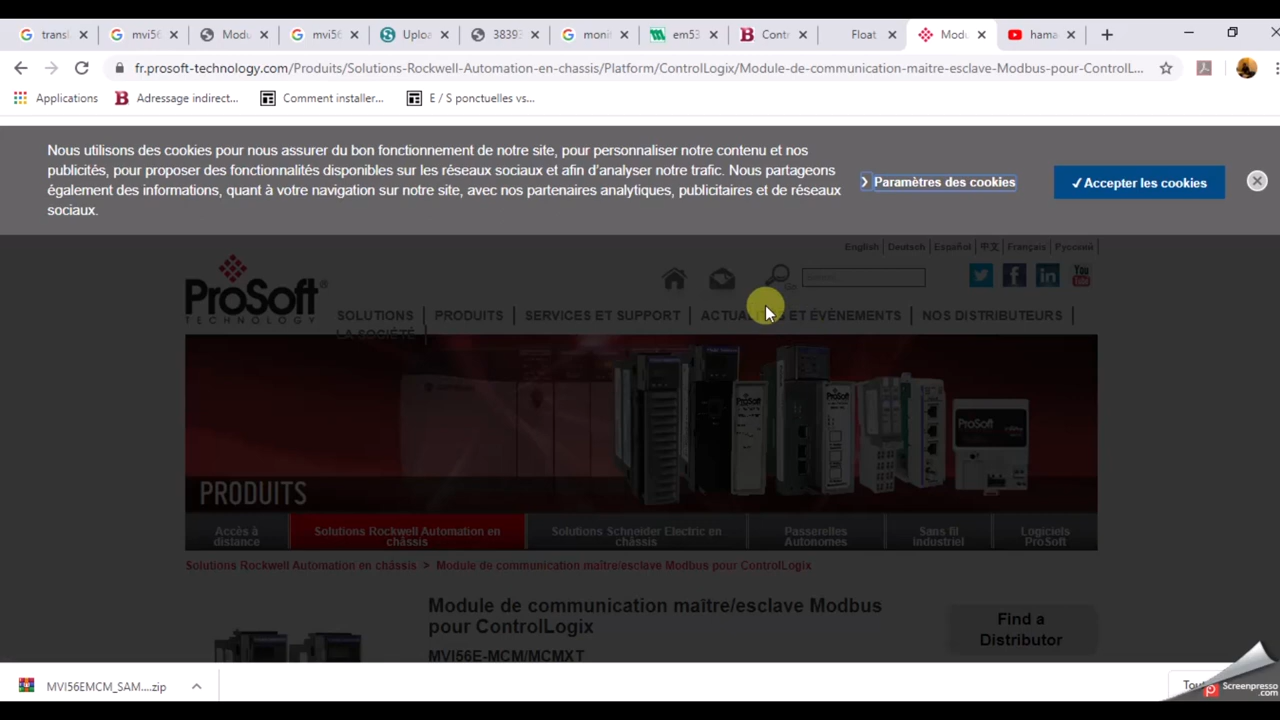 transl
mvi56
Modu
mvi56
Uploa
38393
moni
em53
Contr
Float
Modu
hama
fr.prosoft-technology.com/Produits/Solutions-Rockwell-Automation-en-chassis/Platform/ControlLogix/Module-de-communication-maitre-esclave-Modbus-pour-ControlL...
Applications
Adressage indirect...
Comment installer...
E / S ponctuelles vs...
Nous utilisons des cookies pour nous assurer du bon fonctionnement de notre site, pour personnaliser notre contenu et nos
publicités, pour proposer des fonctionnalités disponibles sur les réseaux sociaux et afin d'analyser notre trafic. Nous partageons
également des informations, quant à votre navigation sur notre site, avec nos partenaires analytiques, publicitaires et de réseaux
sociaux.
❯ Paramètres des cookies
✓Accepter les cookies
English Deutsch Español 中文 Français Русский
ProSoft
TECHNOLOGY
Go
You
Tube
SOLUTIONS PRODUITS SERVICES ET SUPPORT ACTUALITÉS ET ÉVÈNEMENTS NOS DISTRIBUTEURS
LA SOCIÉTÉ
PRODUITS
Accès à
distance
Solutions Rockwell Automation en
châssis
Solutions Schneider Electric en
châssis
Passerelles
Autonomes
Sans fil
industriel
Logiciels
ProSoft
Solutions Rockwell Automation en châssis > Module de communication maître/esclave Modbus pour ControlLogix
Module de communication maître/esclave Modbus
pour ControlLogix
MVI56E-MCM/MCMXT
Find a
Distributor
MVI56EMCM_SAM....zip
Tou
Screenpresso
.com